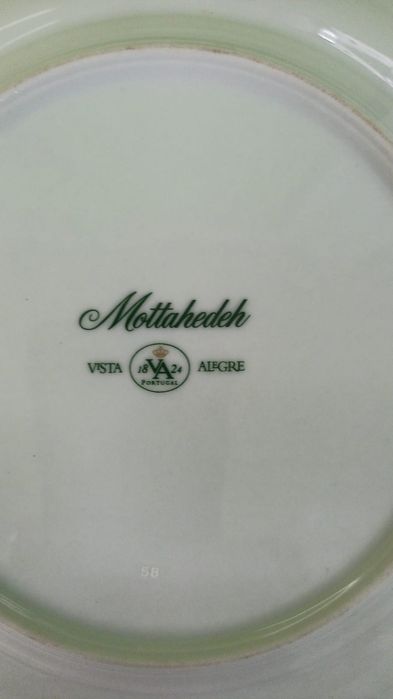 Mottahedeh
VISTA 18 VA 24 ALEGRE
PORTUGAL
58